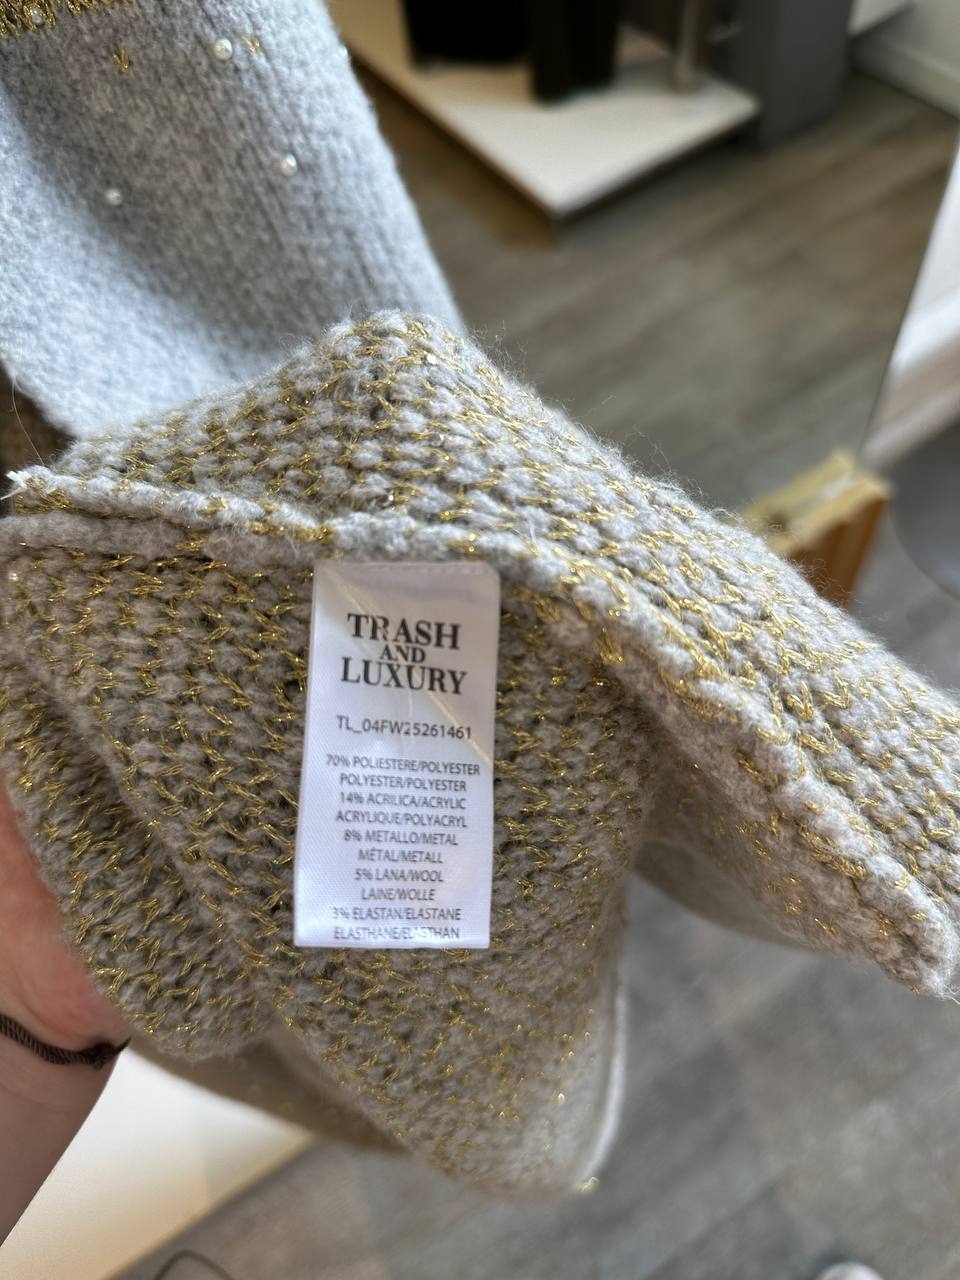 TRASH
AND
LUXURY
TL_04FW25261461
70% POLIESTERE/POLYESTER
POLYESTER/POLYESTER
14% ACRILICA/ACRYLIC
ACRYLIQUE/POLYACRYL
8% METALLO/METAL
MÉTAL/METALL
5% LANA/WOOL
LAINE/WOLLE
3% ELASTAN/ELASTANE
ELASTHANE/ELASTHAN